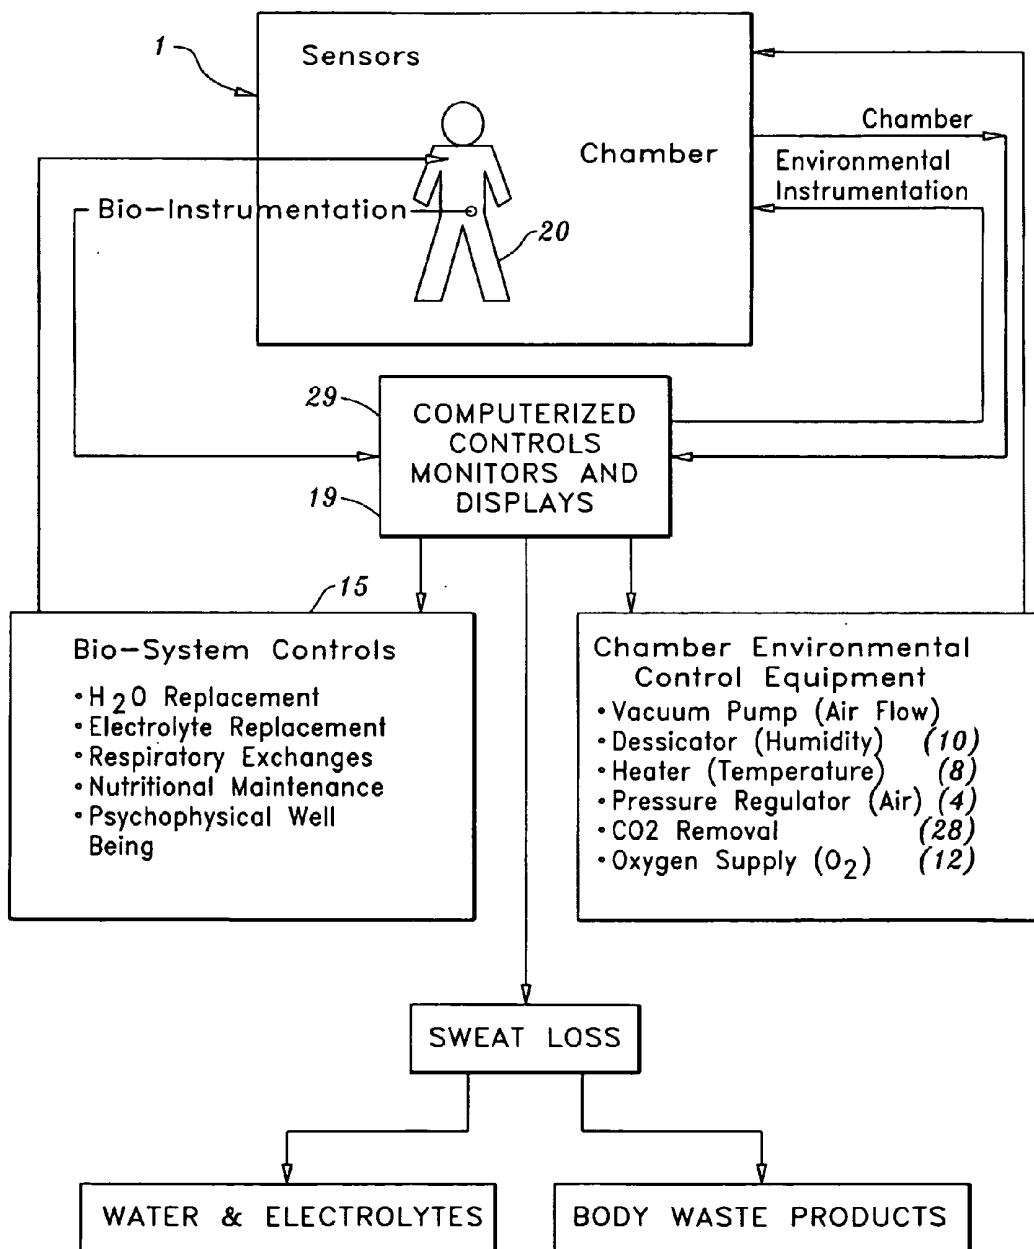 1
Sensors
Chamber
Chamber
Environmental
Instrumentation
Bio-Instrumentation
20
29
COMPUTERIZED
CONTROLS
MONITORS AND
DISPLAYS
19
15
Bio-System Controls
• H2O Replacement
• Electrolyte Replacement
• Respiratory Exchanges
• Nutritional Maintenance
• Psychophysical Well
Being
Chamber Environmental
Control Equipment
• Vacuum Pump (Air Flow)
• Dessicator (Humidity) (10)
• Heater (Temperature) (8)
• Pressure Regulator (Air) (4)
• CO2 Removal (28)
• Oxygen Supply (O2) (12)
SWEAT LOSS
WATER & ELECTROLYTES
BODY WASTE PRODUCTS